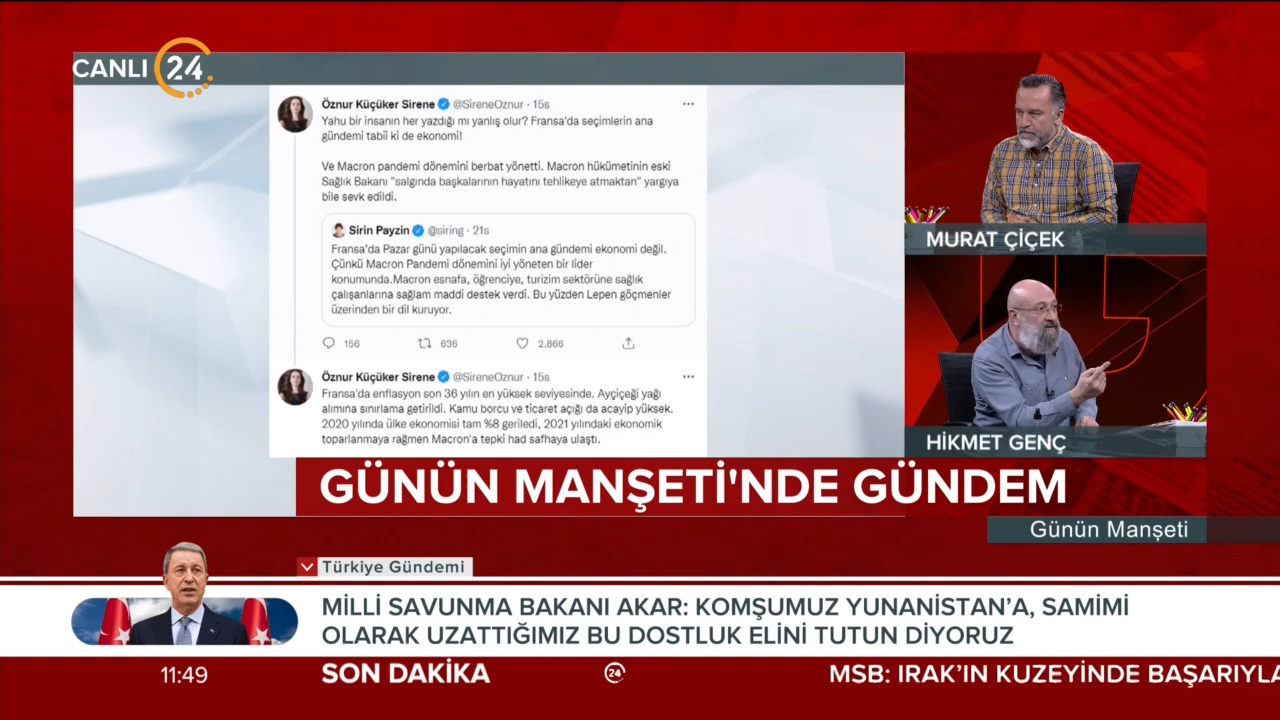 CANLI 24
Öznur Küçüker Sirene @SireneOznur · 15s
Yahu bir insanın her yazdığı mı yanlış olur? Fransa'da seçimlerin ana
gündemi tabii ki de ekonomi!
Ve Macron pandemi dönemini berbat yönetti. Macron hükümetinin eski
Sağlık Bakanı "salgında başkalarının hayatını tehlikeye atmaktan" yargıya
bile sevk edildi.
Sirin Payzin @siring · 21s
Fransa'da Pazar günü yapılacak seçimin ana gündemi ekonomi değil.
Çünkü Macron Pandemi dönemini iyi yöneten bir lider
konumunda.Macron esnafa, öğrenciye, turizim sektörüne sağlık
çalışanlarına sağlam maddi destek verdi. Bu yüzden Lepen göçmenler
üzerinden bir dil kuruyor.
156 636 2.866
Öznur Küçüker Sirene @SireneOznur · 15s
Fransa'da enflasyon son 36 yılın en yüksek seviyesinde. Ayçiçeği yağı
alımına sınırlama getirildi. Kamu borcu ve ticaret açığı da acayip yüksek.
2020 yılında ülke ekonomisi tam %8 geriledi, 2021 yılındaki ekonomik
toparlanmaya rağmen Macron'a tepki had safhaya ulaştı.
MURAT ÇİÇEK
HİKMET GENÇ
GÜNÜN MANŞETİ'NDE GÜNDEM
Günün Manşeti
Türkiye Gündemi
MİLLİ SAVUNMA BAKANI AKAR: KOMŞUMUZ YUNANİSTAN'A, SAMİMİ
OLARAK UZATTIĞIMIZ BU DOSTLUK ELİNİ TUTUN DİYORUZ
11:49 SON DAKİKA 24 MSB: IRAK'IN KUZEYİNDE BAŞARIYLA